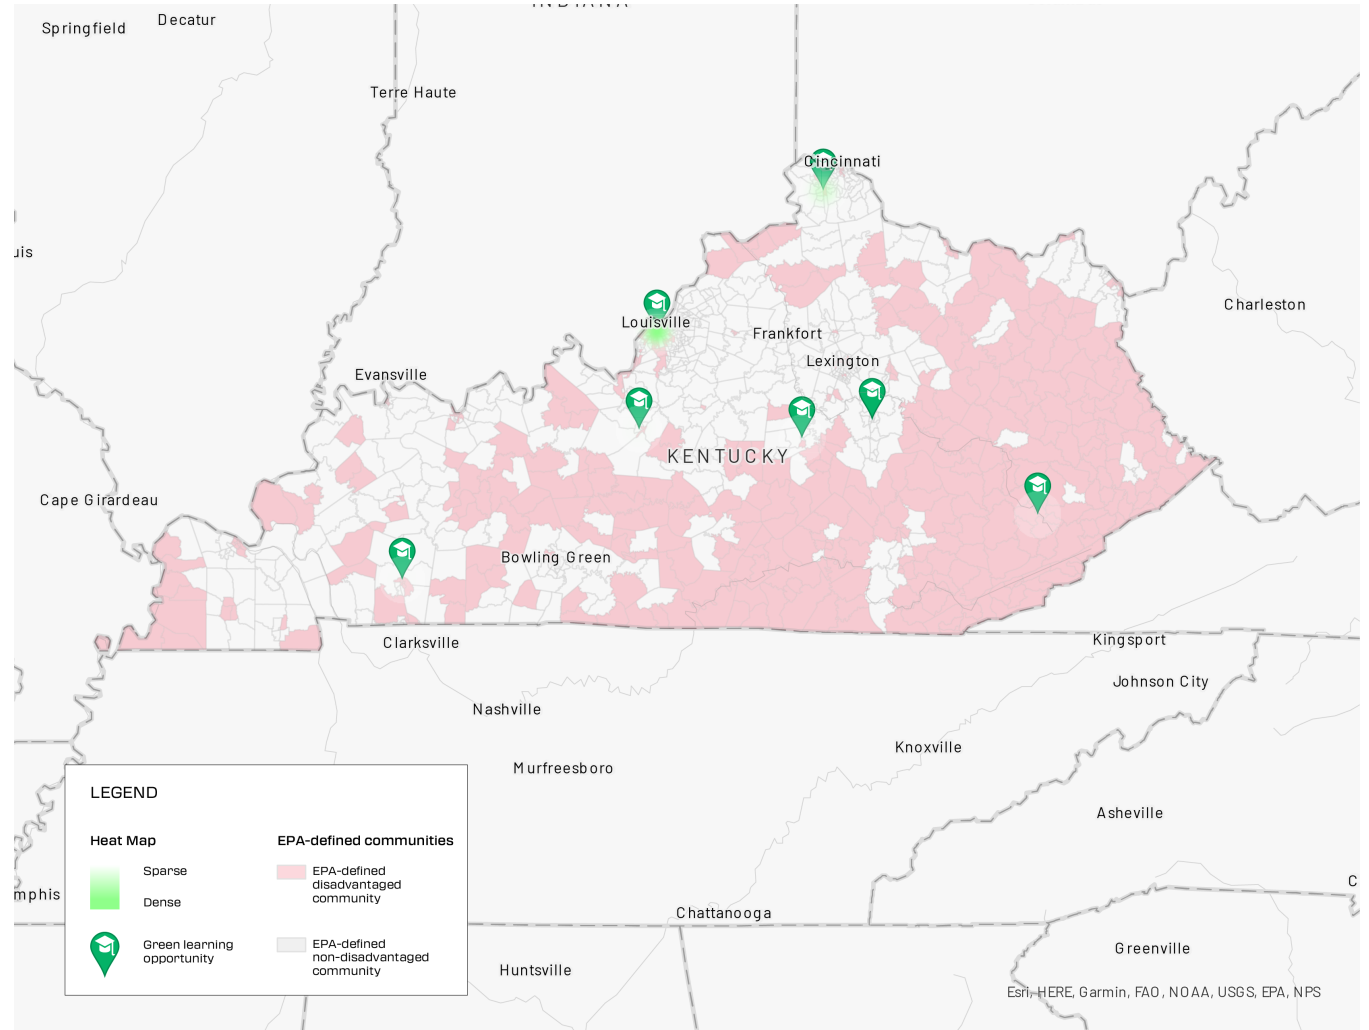 INDIANA
Decatur
Springfield
Terre Haute
Cincinnati
uis
Charleston
Louisville
Frankfort
Lexington
Evansville
KENTUCKY
Cape Girardeau
Bowling Green
Clarksville
Kingsport
Johnson City
Nashville
Knoxville
Murfreesboro
Asheville
LEGEND
Heat Map
Sparse
Dense
Green learning
opportunity
EPA-defined communities
EPA-defined
disadvantaged
community
EPA-defined
non-disadvantaged
community
mphis
C
Chattanooga
Greenville
Huntsville
Esri, HERE, Garmin, FAO, NOAA, USGS, EPA, NPS